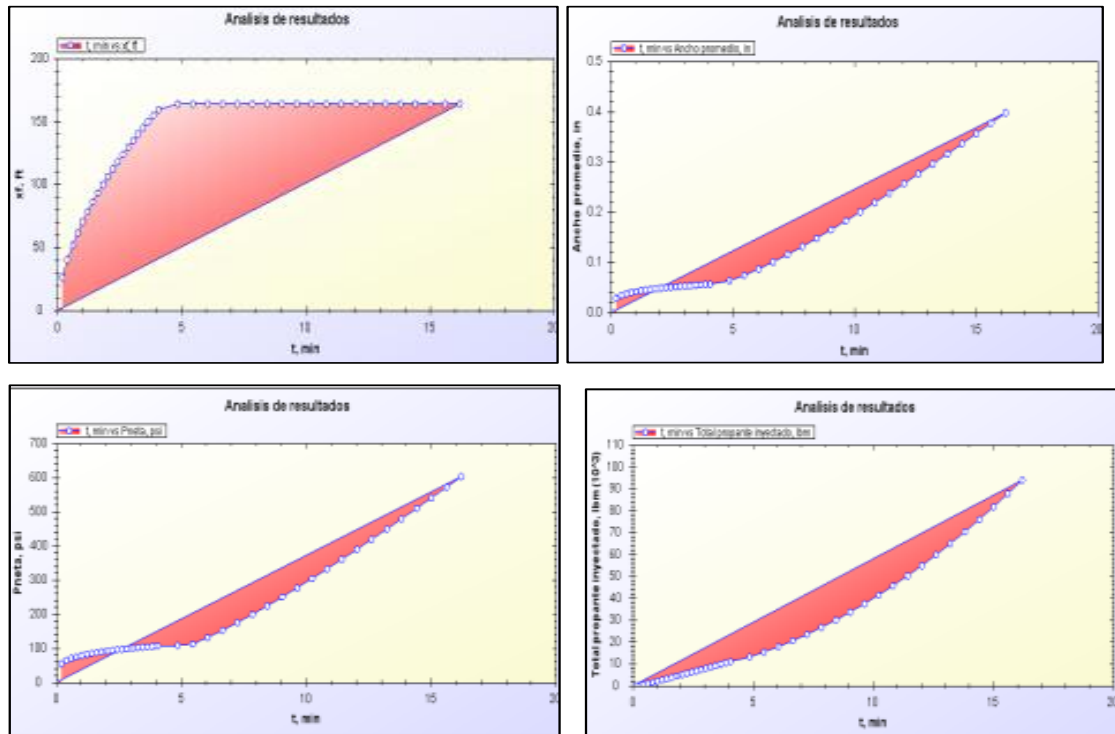 Analisis de resultados
t, min vs xf, ft
200
150
100
50
0
xf, ft
0 5 10 15 20
t, min
Analisis de resultados
t, min vs Ancho promedio, in
0.5
0.4
0.3
0.2
0.1
0.0
Ancho promedio, in
0 5 10 15 20
t, min
Analisis de resultados
t, min vs Pneta, psi
700
600
500
400
300
200
100
0
Pneta, psi
0 5 10 15 20
t, min
Analisis de resultados
t, min vs Total propante inyectado, lbm
110
100
90
80
70
60
50
40
30
20
10
0
Total propante inyectado, lbm (10^3)
0 5 10 15 20
t, min